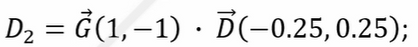 D₂ = G⃗(1, −1) · D⃗(−0.25, 0.25);